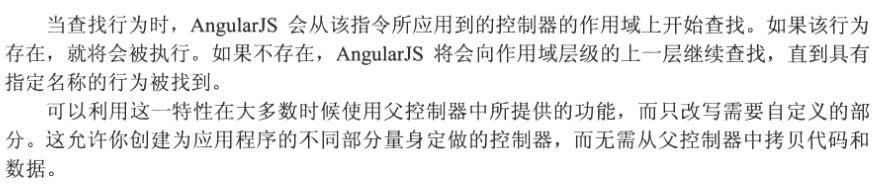 当查找行为时，AngularJS 会从该指令所应用到的控制器的作用域上开始查找。如果该行为
存在，就将会被执行。如果不存在，AngularJS 将会向作用域层级的上一层继续查找，直到具有
指定名称的行为被找到。
可以利用这一特性在大多数时候使用父控制器中所提供的功能，而只改写需要自定义的部
分。这允许你创建为应用程序的不同部分量身定做的控制器，而无需从父控制器中拷贝代码和
数据。